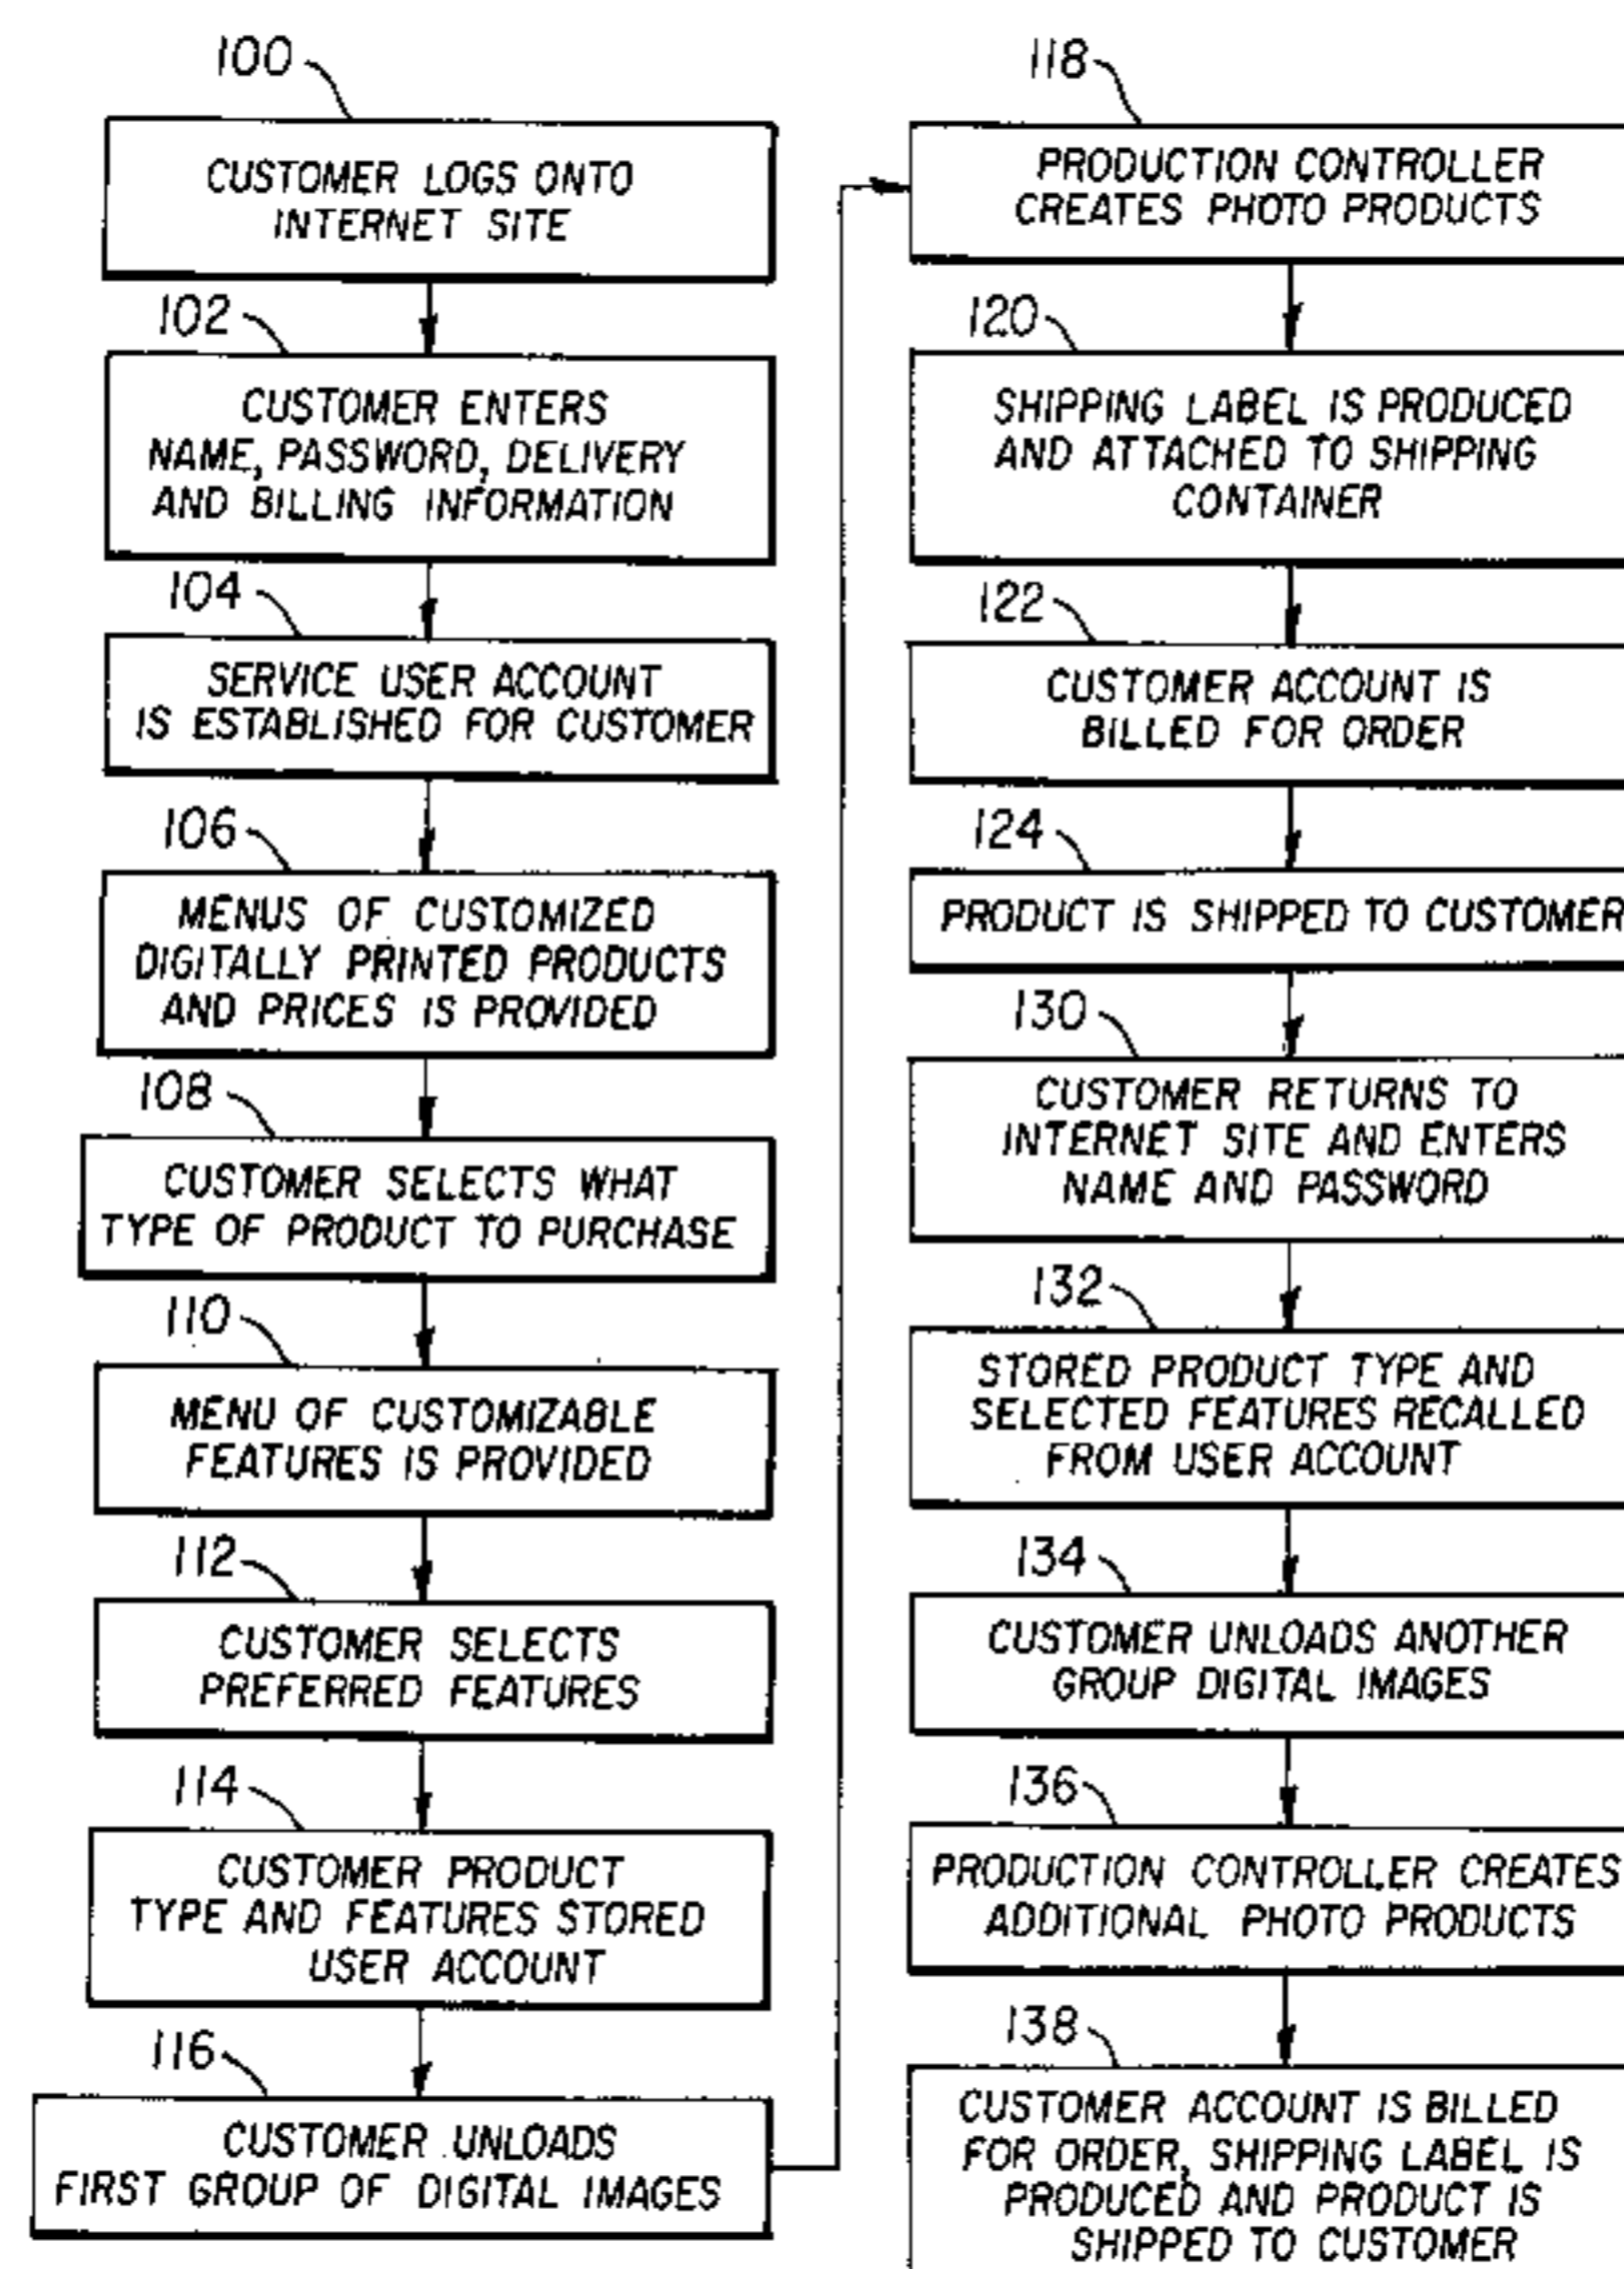 100
CUSTOMER LOGS ONTO
INTERNET SITE
102
CUSTOMER ENTERS
NAME, PASSWORD, DELIVERY
AND BILLING INFORMATION
104
SERVICE USER ACCOUNT
IS ESTABLISHED FOR CUSTOMER
106
MENUS OF CUSTOMIZED
DIGITALLY PRINTED PRODUCTS
AND PRICES IS PROVIDED
108
CUSTOMER SELECTS WHAT
TYPE OF PRODUCT TO PURCHASE
110
MENU OF CUSTOMIZABLE
FEATURES IS PROVIDED
112
CUSTOMER SELECTS
PREFERRED FEATURES
114
CUSTOMER PRODUCT
TYPE AND FEATURES STORED
USER ACCOUNT
116
CUSTOMER UNLOADS
FIRST GROUP OF DIGITAL IMAGES
118
PRODUCTION CONTROLLER
CREATES PHOTO PRODUCTS
120
SHIPPING LABEL IS PRODUCED
AND ATTACHED TO SHIPPING
CONTAINER
122
CUSTOMER ACCOUNT IS
BILLED FOR ORDER
124
PRODUCT IS SHIPPED TO CUSTOMER
130
CUSTOMER RETURNS TO
INTERNET SITE AND ENTERS
NAME AND PASSWORD
132
STORED PRODUCT TYPE AND
SELECTED FEATURES RECALLED
FROM USER ACCOUNT
134
CUSTOMER UNLOADS ANOTHER
GROUP DIGITAL IMAGES
136
PRODUCTION CONTROLLER CREATES
ADDITIONAL PHOTO PRODUCTS
138
CUSTOMER ACCOUNT IS BILLED
FOR ORDER, SHIPPING LABEL IS
PRODUCED AND PRODUCT IS
SHIPPED TO CUSTOMER